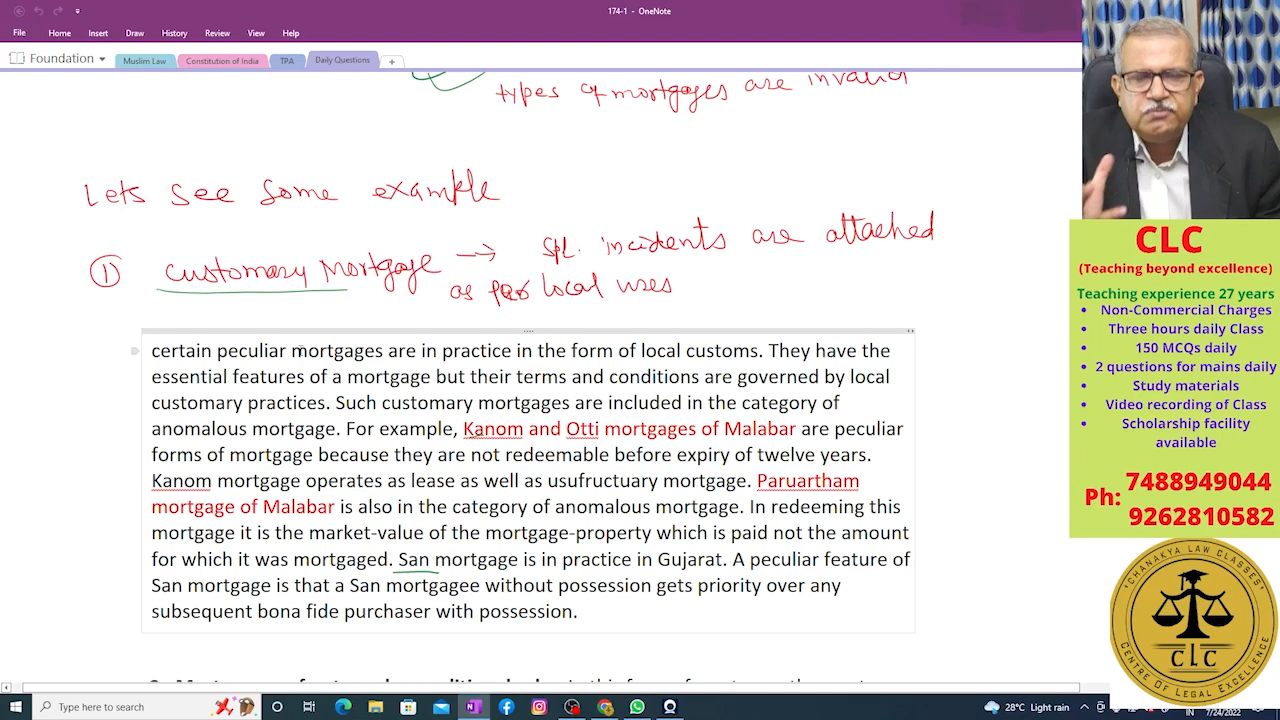 174-1 - OneNote
File Home Insert Draw History Review View Help
Foundation Muslim Law Constitution of India TPA Daily Questions
types of mortgages are invalid
Lets see some example
① customary mortgage → Spl. incidents are attached
as per local uses
certain peculiar mortgages are in practice in the form of local customs. They have the
essential features of a mortgage but their terms and conditions are governed by local
customary practices. Such customary mortgages are included in the category of
anomalous mortgage. For example, Kanom and Otti mortgages of Malabar are peculiar
forms of mortgage because they are not redeemable before expiry of twelve years.
Kanom mortgage operates as lease as well as usufructuary mortgage. Paruartham
mortgage of Malabar is also in the category of anomalous mortgage. In redeeming this
mortgage it is the market-value of the mortgage-property which is paid not the amount
for which it was mortgaged. San mortgage is in practice in Gujarat. A peculiar feature of
San mortgage is that a San mortgagee without possession gets priority over any
subsequent bona fide purchaser with possession.
CLC
(Teaching beyond excellence)
Teaching experience 27 years
• Non-Commercial Charges
• Three hours daily Class
• 150 MCQs daily
• 2 questions for mains daily
• Study materials
• Video recording of Class
• Scholarship facility
available
Ph: 7488949044
9262810582
"CHANAKYA LAW CLASSES"
CLC
CENTRE OF LEGAL EXCELLENCE
Type here to search
28°C Light rain
IN 7/24/2022